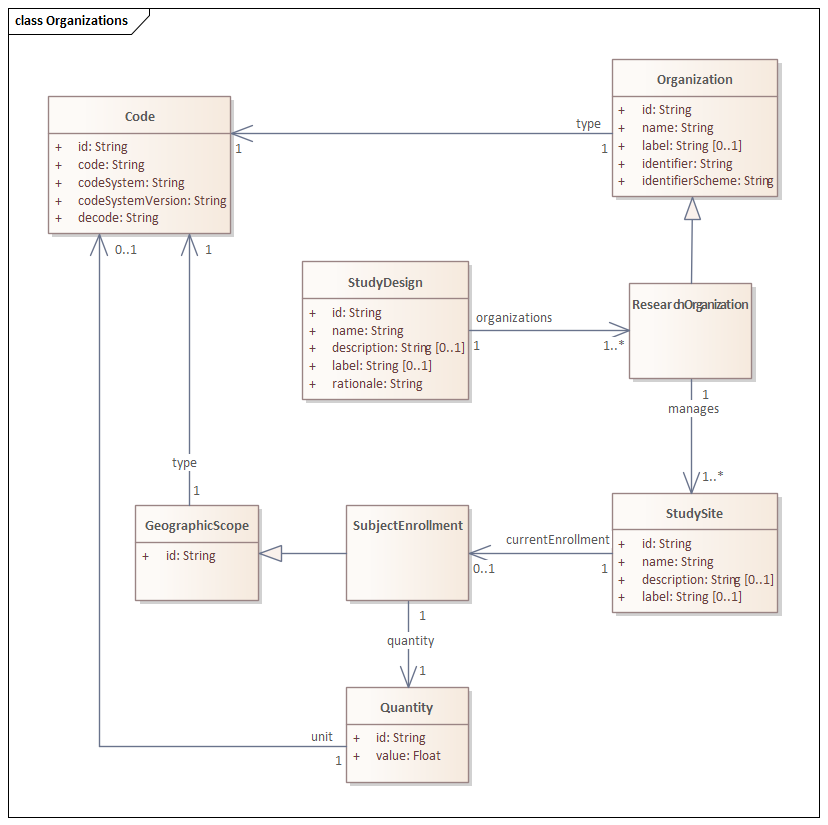 class Organizations
Organization
+ id: String
+ name: String
+ label: String [0..1]
+ identifier: String
+ identifierScheme: String
Code
+ id: String
+ code: String
+ codeSystem: String
+ codeSystemVersion: String
+ decode: String
type
1
1
0..1
1
StudyDesign
+ id: String
+ name: String
+ description: String [0..1]
+ label: String [0..1]
+ rationale: String
organizations
1
1..*
ResearchOrganization
1
manages
1..*
type
1
GeographicScope
+ id: String
SubjectEnrollment
currentEnrollment
0..1
1
StudySite
+ id: String
+ name: String
+ description: String [0..1]
+ label: String [0..1]
1
quantity
1
Quantity
+ id: String
+ value: Float
unit
1